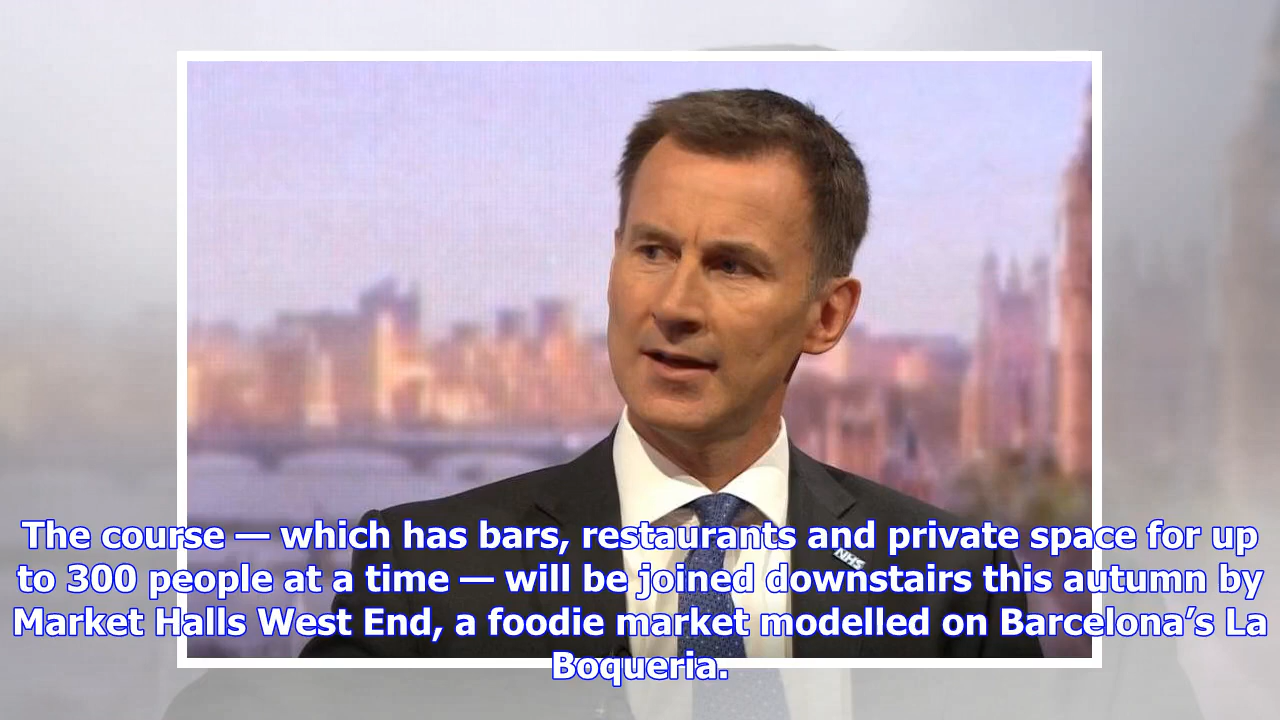 NHS
The course — which has bars, restaurants and private space for up
to 300 people at a time — will be joined downstairs this autumn by
Market Halls West End, a foodie market modelled on Barcelona’s La
Boqueria.